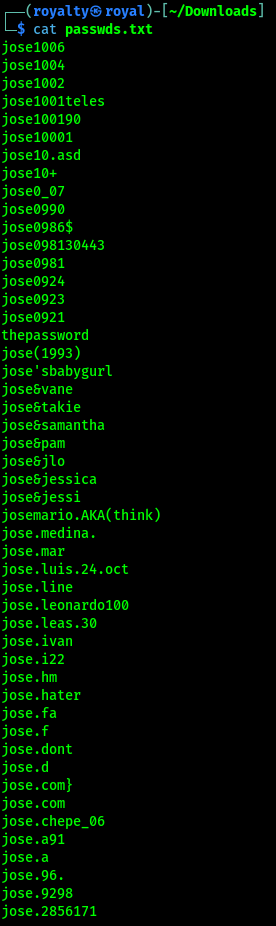 ┌──(royalty㉿royal)-[~/Downloads]
└─$ cat passwds.txt
jose1006
jose1004
jose1002
jose1001teles
jose100190
jose10001
jose10.asd
jose10+
jose0_07
jose0990
jose0986$
jose098130443
jose0981
jose0924
jose0923
jose0921
thepassword
jose(1993)
jose'sbabygurl
jose&vane
jose&takie
jose&samantha
jose&pam
jose&jlo
jose&jessica
jose&jessi
josemario.AKA(think)
jose.medina.
jose.mar
jose.luis.24.oct
jose.line
jose.leonardo100
jose.leas.30
jose.ivan
jose.i22
jose.hm
jose.hater
jose.fa
jose.f
jose.dont
jose.d
jose.com}
jose.com
jose.chepe_06
jose.a91
jose.a
jose.96.
jose.9298
jose.2856171